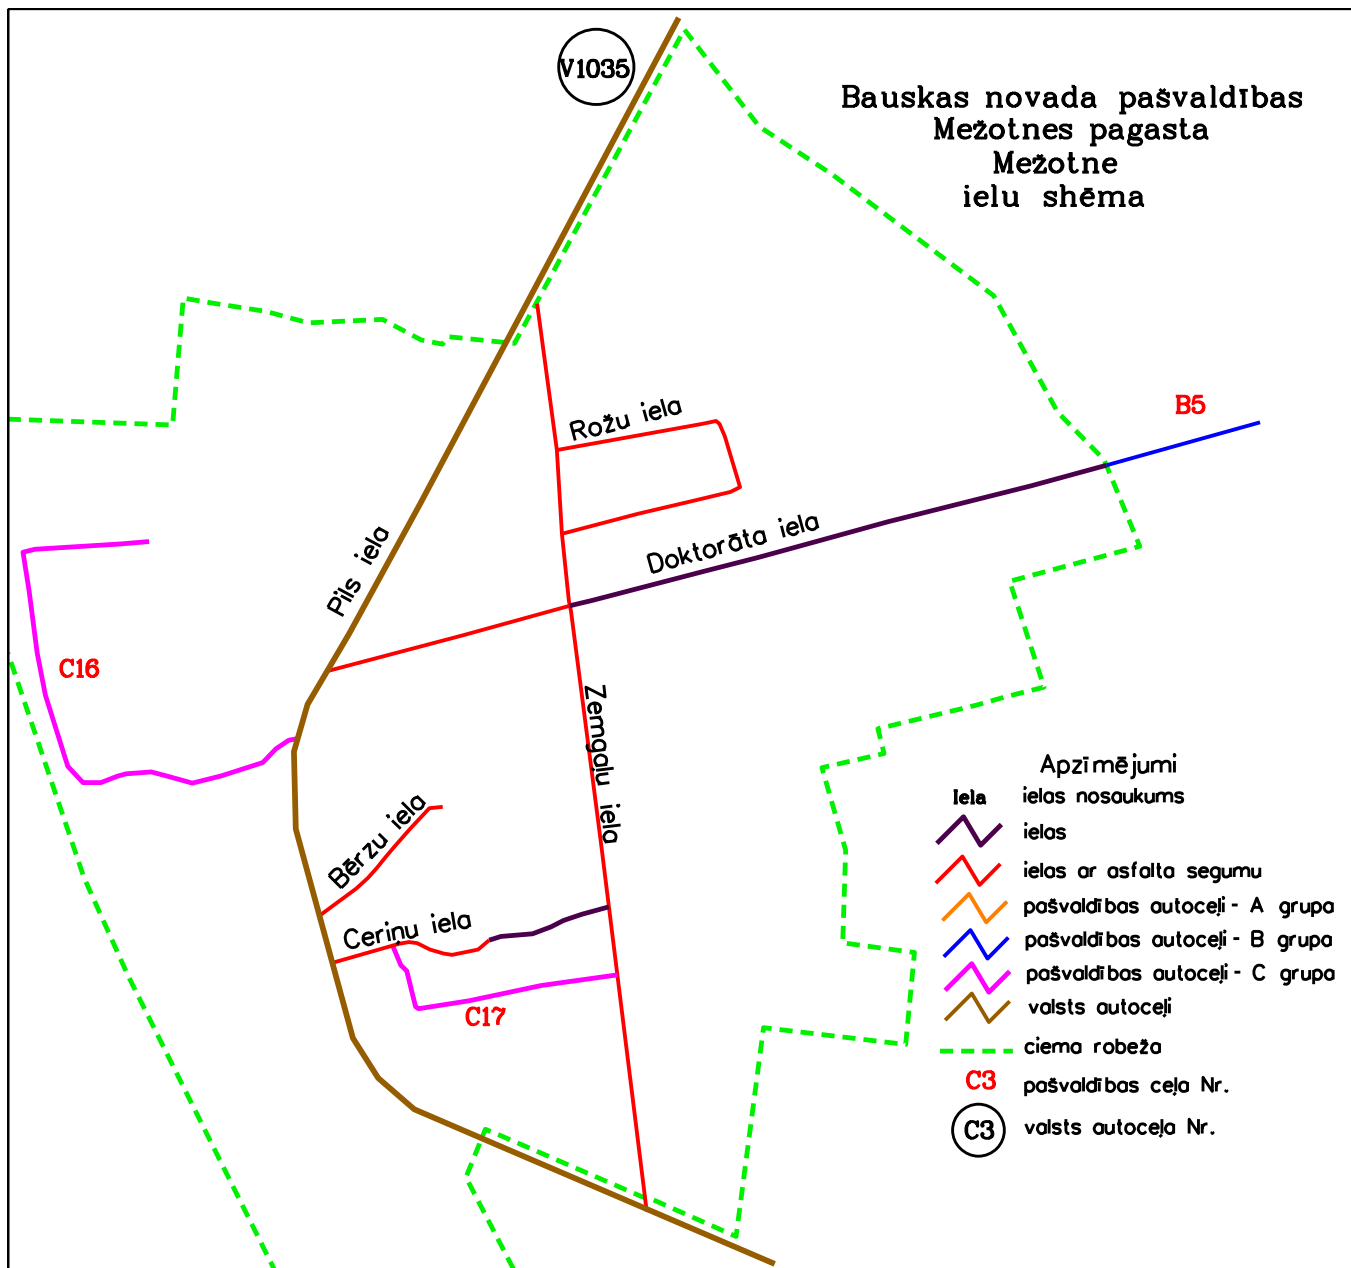 V1035
Bauskas novada pašvaldības
Mežotnes pagasta
Mežotne
ielu shēma
B5
Rožu iela
Doktorāta iela
Pils iela
C16
Zemgaļu iela
Bērzu iela
Ceriņu iela
C17
Apzīmējumi
Iela ielas nosaukums
ielas
ielas ar asfalta segumu
pašvaldības autoceļi - A grupa
pašvaldības autoceļi - B grupa
pašvaldības autoceļi - C grupa
valsts autoceļi
ciema robeža
C3 pašvaldības ceļa Nr.
C3 valsts autoceļa Nr.